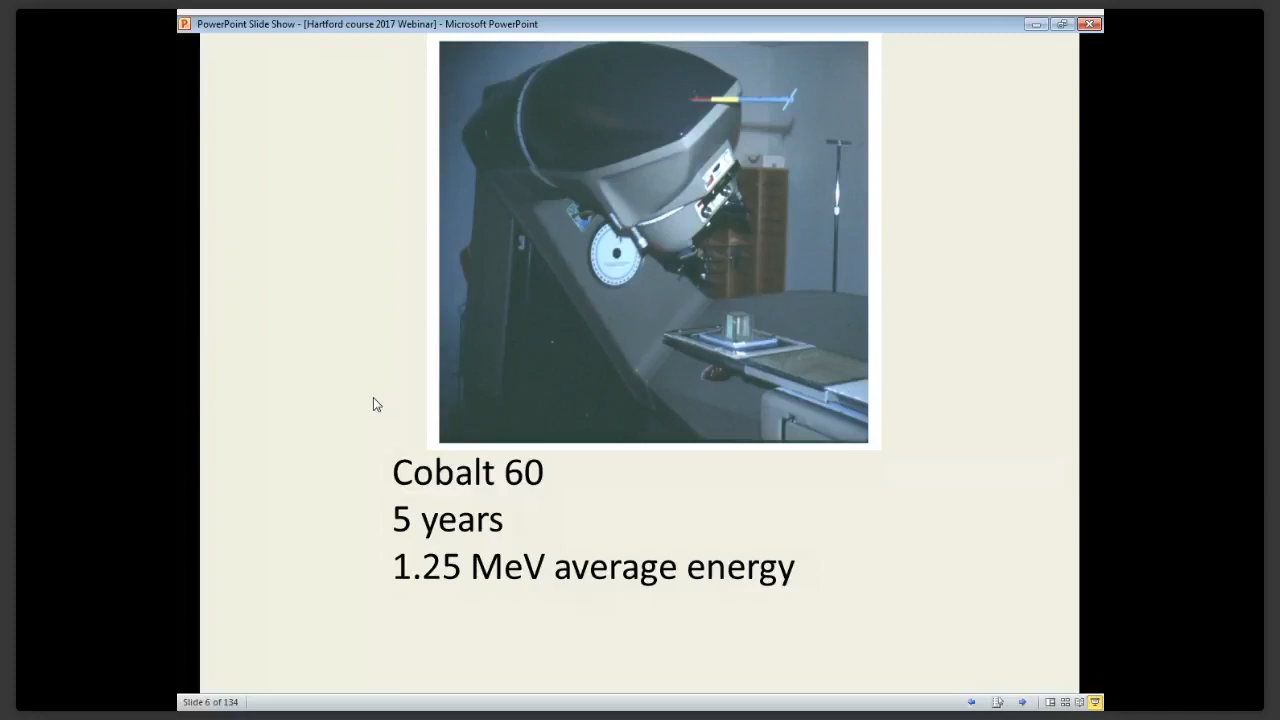 PowerPoint Slide Show - [Hartford course 2017 Webinar] - Microsoft PowerPoint
Cobalt 60
5 years
1.25 MeV average energy
Slide 6 of 134